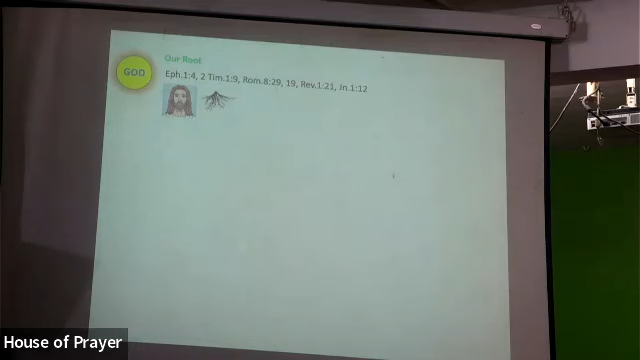 Our Root
GOD
Eph.1:4, 2 Tim.1:9, Rom.8:29, 19, Rev.1:21, Jn.1:12
House of Prayer